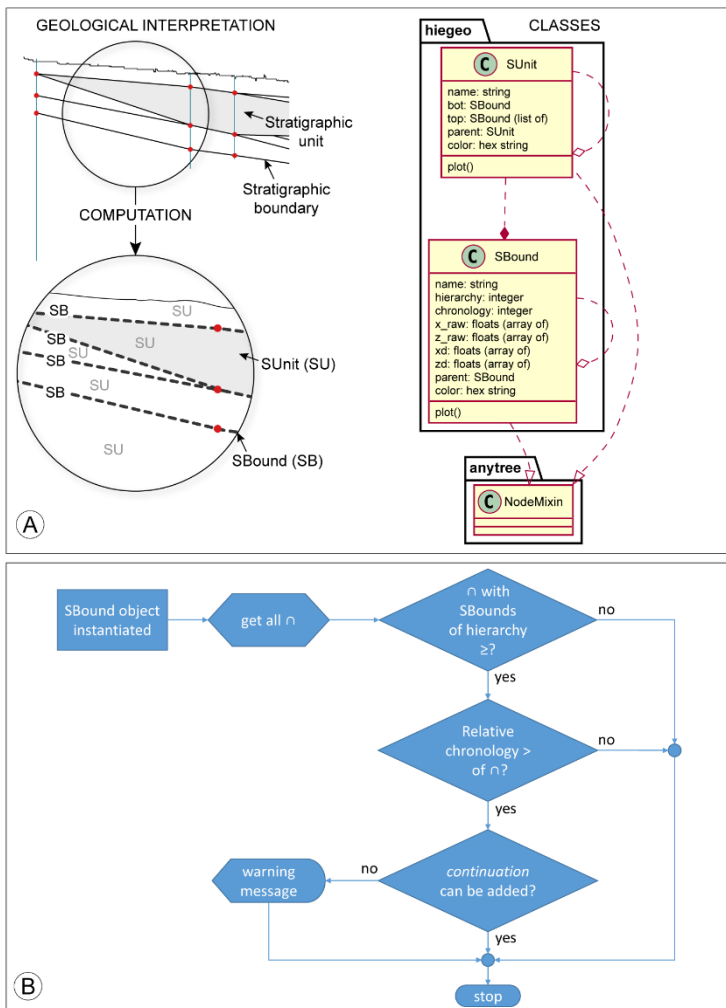 GEOLOGICAL INTERPRETATION
Stratigraphic
unit
Stratigraphic
boundary
COMPUTATION
SB
SU
SB
SU
SB
SU
SB
SU
SU
SUnit (SU)
SBound (SB)
A
CLASSES
hiegeo
C
SUnit
name: string
bot: SBound
top: SBound (list of)
parent: SUnit
color: hex string
plot()
C
SBound
name: string
hierarchy: integer
chronology: integer
x_raw: floats (array of)
z_raw: floats (array of)
xd: floats (array of)
zd: floats (array of)
parent: SBound
color: hex string
plot()
anytree
C
NodeMixin
SBound object
instantiated
get all ∩
∩ with
SBounds
of hierarchy
≥?
no
yes
Relative
chronology >
of ∩?
no
yes
continuation
can be added?
no
warning
message
yes
stop
B